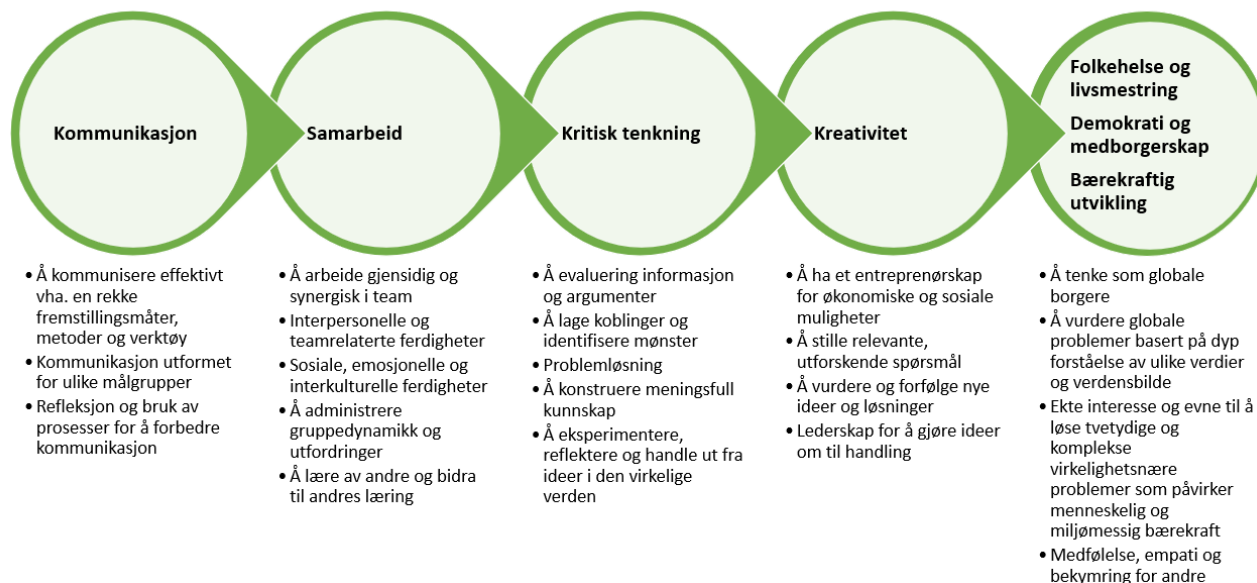 Kommunikasjon
• Å kommunisere effektivt
vha. en rekke
fremstillingsmåter,
metoder og verktøy
• Kommunikasjon utformet
for ulike målgrupper
• Refleksjon og bruk av
prosesser for å forbedre
kommunikasjon
Samarbeid
• Å arbeide gjensidig og
synergisk i team
• Interpersonelle og
teamrelaterte ferdigheter
• Sosiale, emosjonelle og
interkulturelle ferdigheter
• Å administrere
gruppedynamikk og
utfordringer
• Å lære av andre og bidra
til andres læring
Kritisk tenkning
• Å evaluering informasjon
og argumenter
• Å lage koblinger og
identifisere mønster
• Problemløsning
• Å konstruere meningsfull
kunnskap
• Å eksperimentere,
reflektere og handle ut fra
ideer i den virkelige
verden
Kreativitet
• Å ha et entreprenørskap
for økonomiske og sosiale
muligheter
• Å stille relevante,
utforskende spørsmål
• Å vurdere og forfølge nye
ideer og løsninger
• Lederskap for å gjøre ideer
om til handling
Folkehelse og
livsmestring
Demokrati og
medborgerskap
Bærekraftig
utvikling
• Å tenke som globale
borgere
• Å vurdere globale
problemer basert på dyp
forståelse av ulike verdier
og verdensbilde
• Ekte interesse og evne til å
løse tvetydige og
komplekse
virkelighetsnære
problemer som påvirker
menneskelig og
miljømessig bærekraft
• Medfølelse, empati og
bekymring for andre